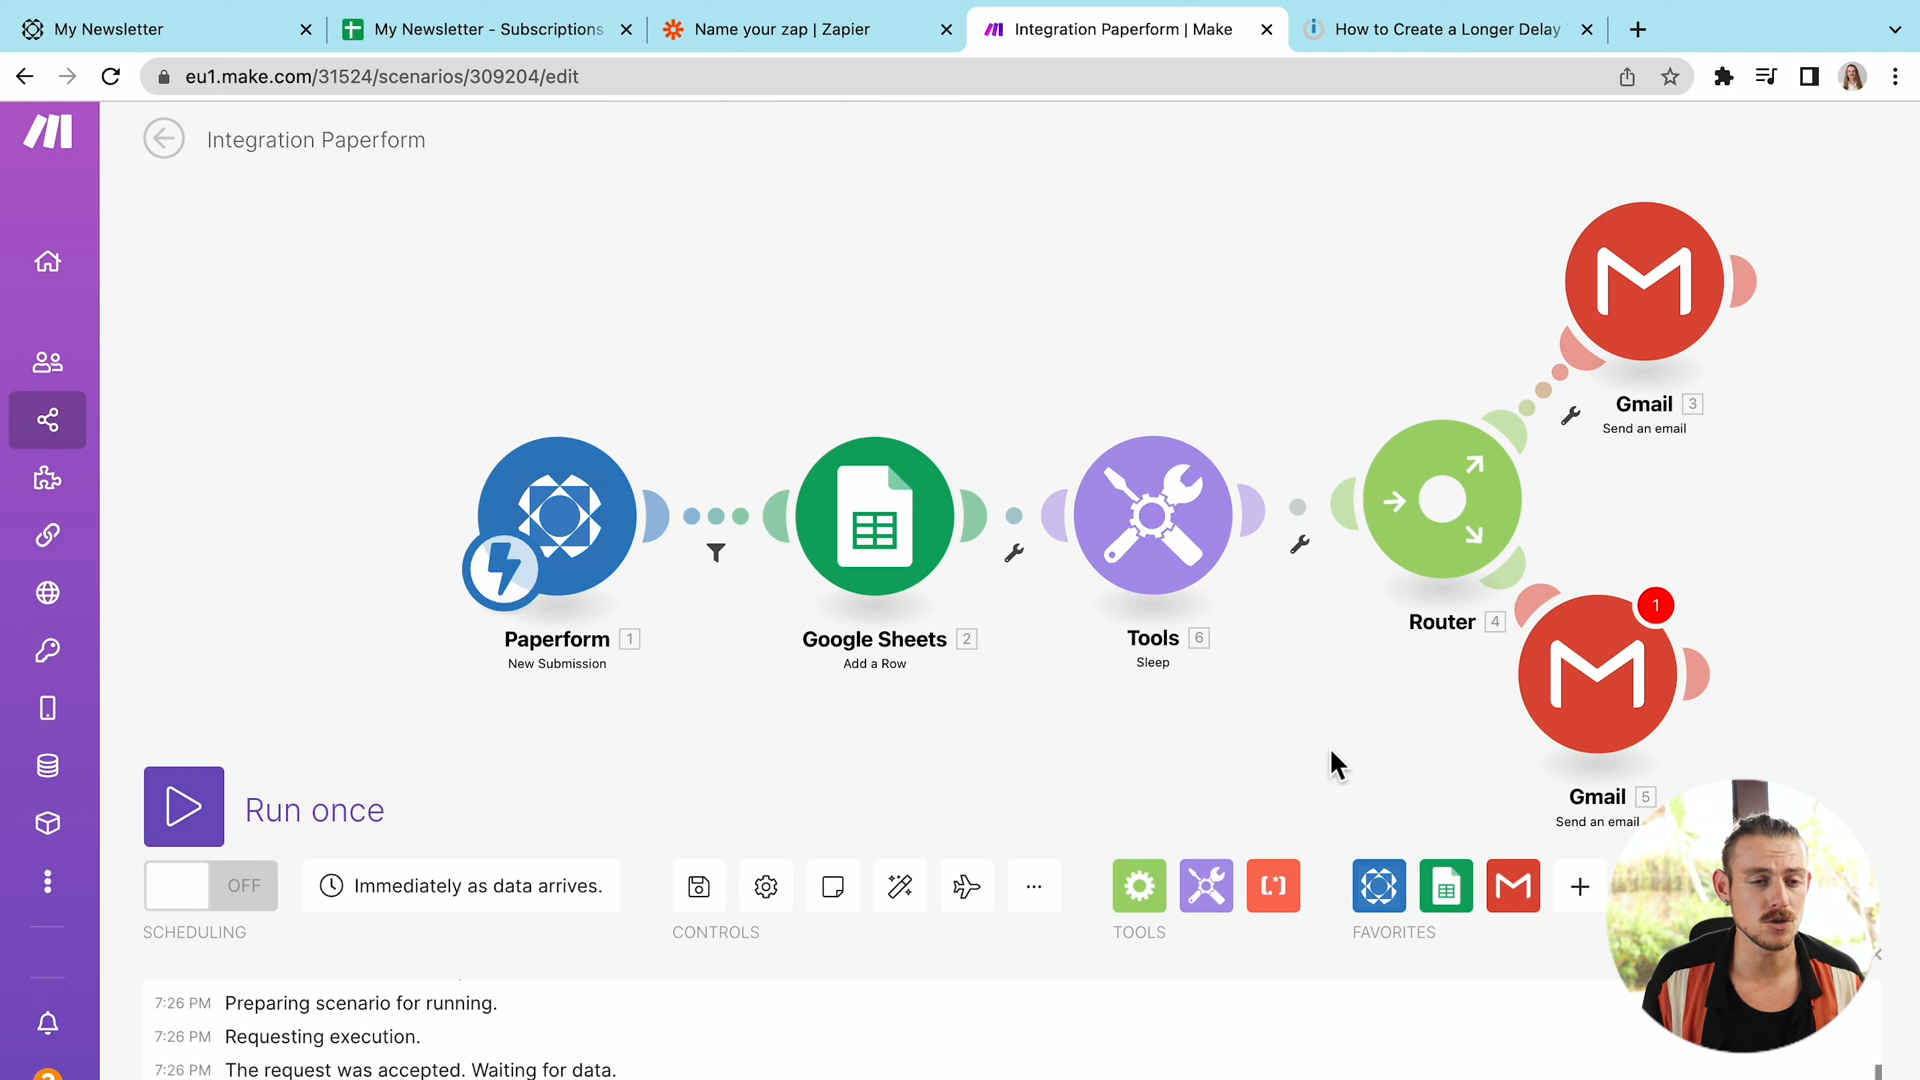 My Newsletter
My Newsletter - Subscriptions
Name your zap | Zapier
Integration Paperform | Make
How to Create a Longer Delay
eu1.make.com/31524/scenarios/309204/edit
Integration Paperform
Gmail 3
Send an email
Paperform 1
New Submission
Google Sheets 2
Add a Row
Tools 6
Sleep
Router 4
1
Gmail 5
Send an email
Run once
OFF
Immediately as data arrives.
SCHEDULING
CONTROLS
TOOLS
FAVORITES
7:26 PM Preparing scenario for running.
7:26 PM Requesting execution.
7:26 PM The request was accepted. Waiting for data.